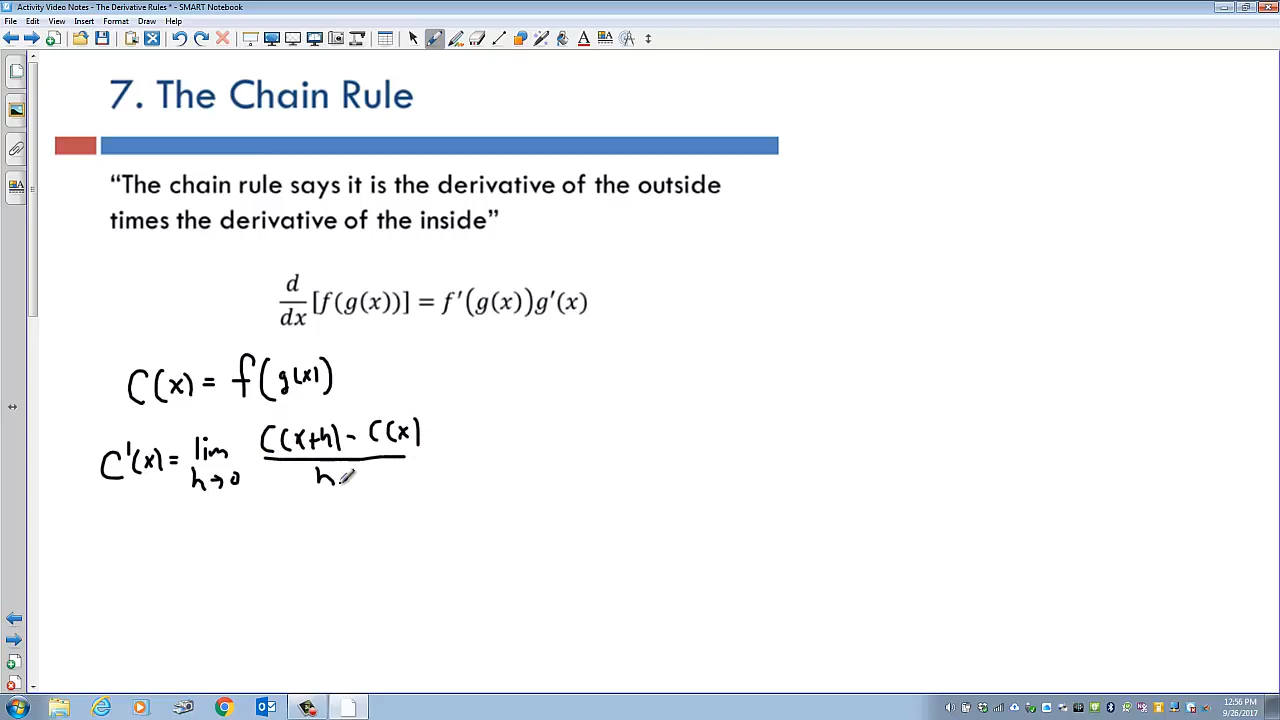 Activity Video Notes - The Derivative Rules * - SMART Notebook
File Edit View Insert Format Draw Help
7. The Chain Rule
“The chain rule says it is the derivative of the outside
times the derivative of the inside”
d/dx [f(g(x))] = f′(g(x))g′(x)
C(x) = f(g(x)
C'(x) = lim h→0 C(x+h) - C(x) / h
12:56 PM
9/26/2017